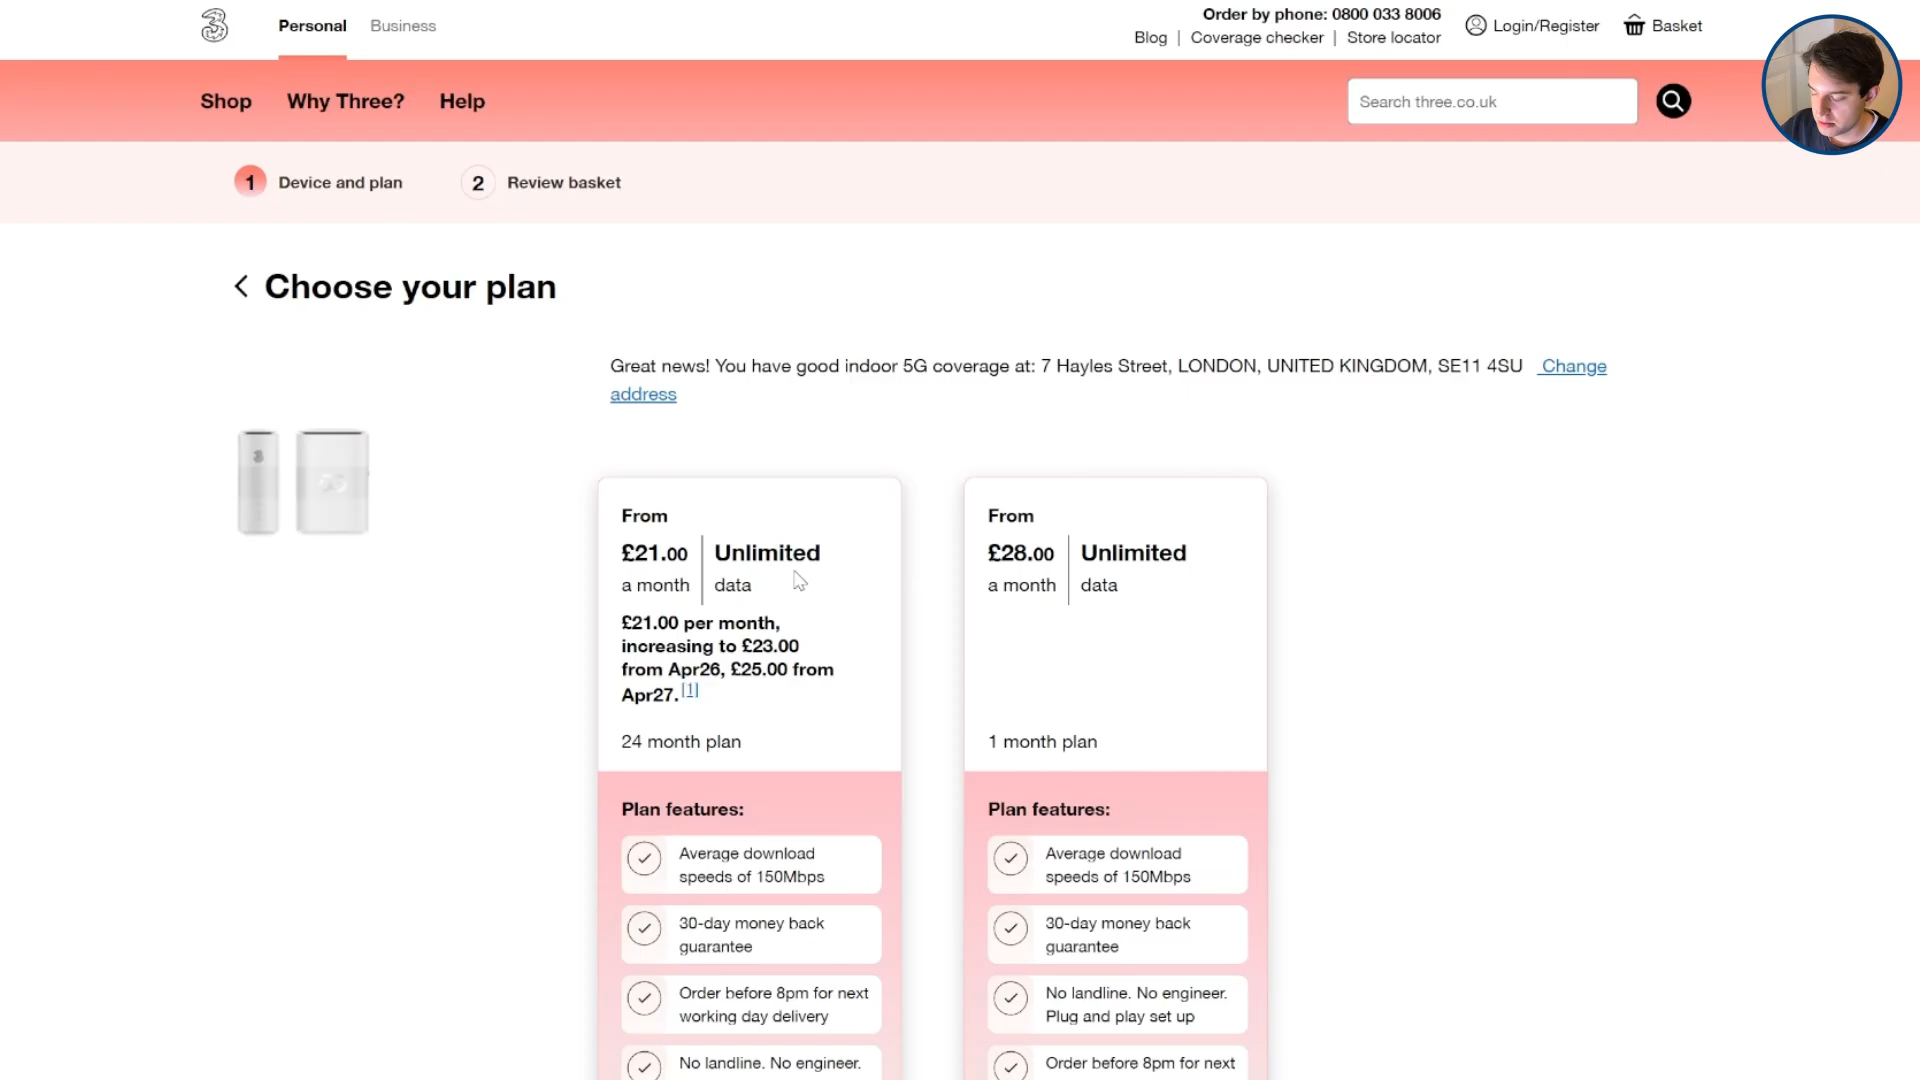 Personal
Business
Order by phone: 0800 033 8006
Blog | Coverage checker | Store locator
Login/Register
Basket
Shop
Why Three?
Help
Search three.co.uk
1 Device and plan
2 Review basket
Choose your plan
Great news! You have good indoor 5G coverage at: 7 Hayles Street, LONDON, UNITED KINGDOM, SE11 4SU Change
address
From
£21.00 Unlimited
a month data
£21.00 per month,
increasing to £23.00
from Apr26, £25.00 from
Apr27. [1]
24 month plan
Plan features:
Average download
speeds of 150Mbps
30-day money back
guarantee
Order before 8pm for next
working day delivery
No landline. No engineer.
From
£28.00 Unlimited
a month data
1 month plan
Plan features:
Average download
speeds of 150Mbps
30-day money back
guarantee
No landline. No engineer.
Plug and play set up
Order before 8pm for next